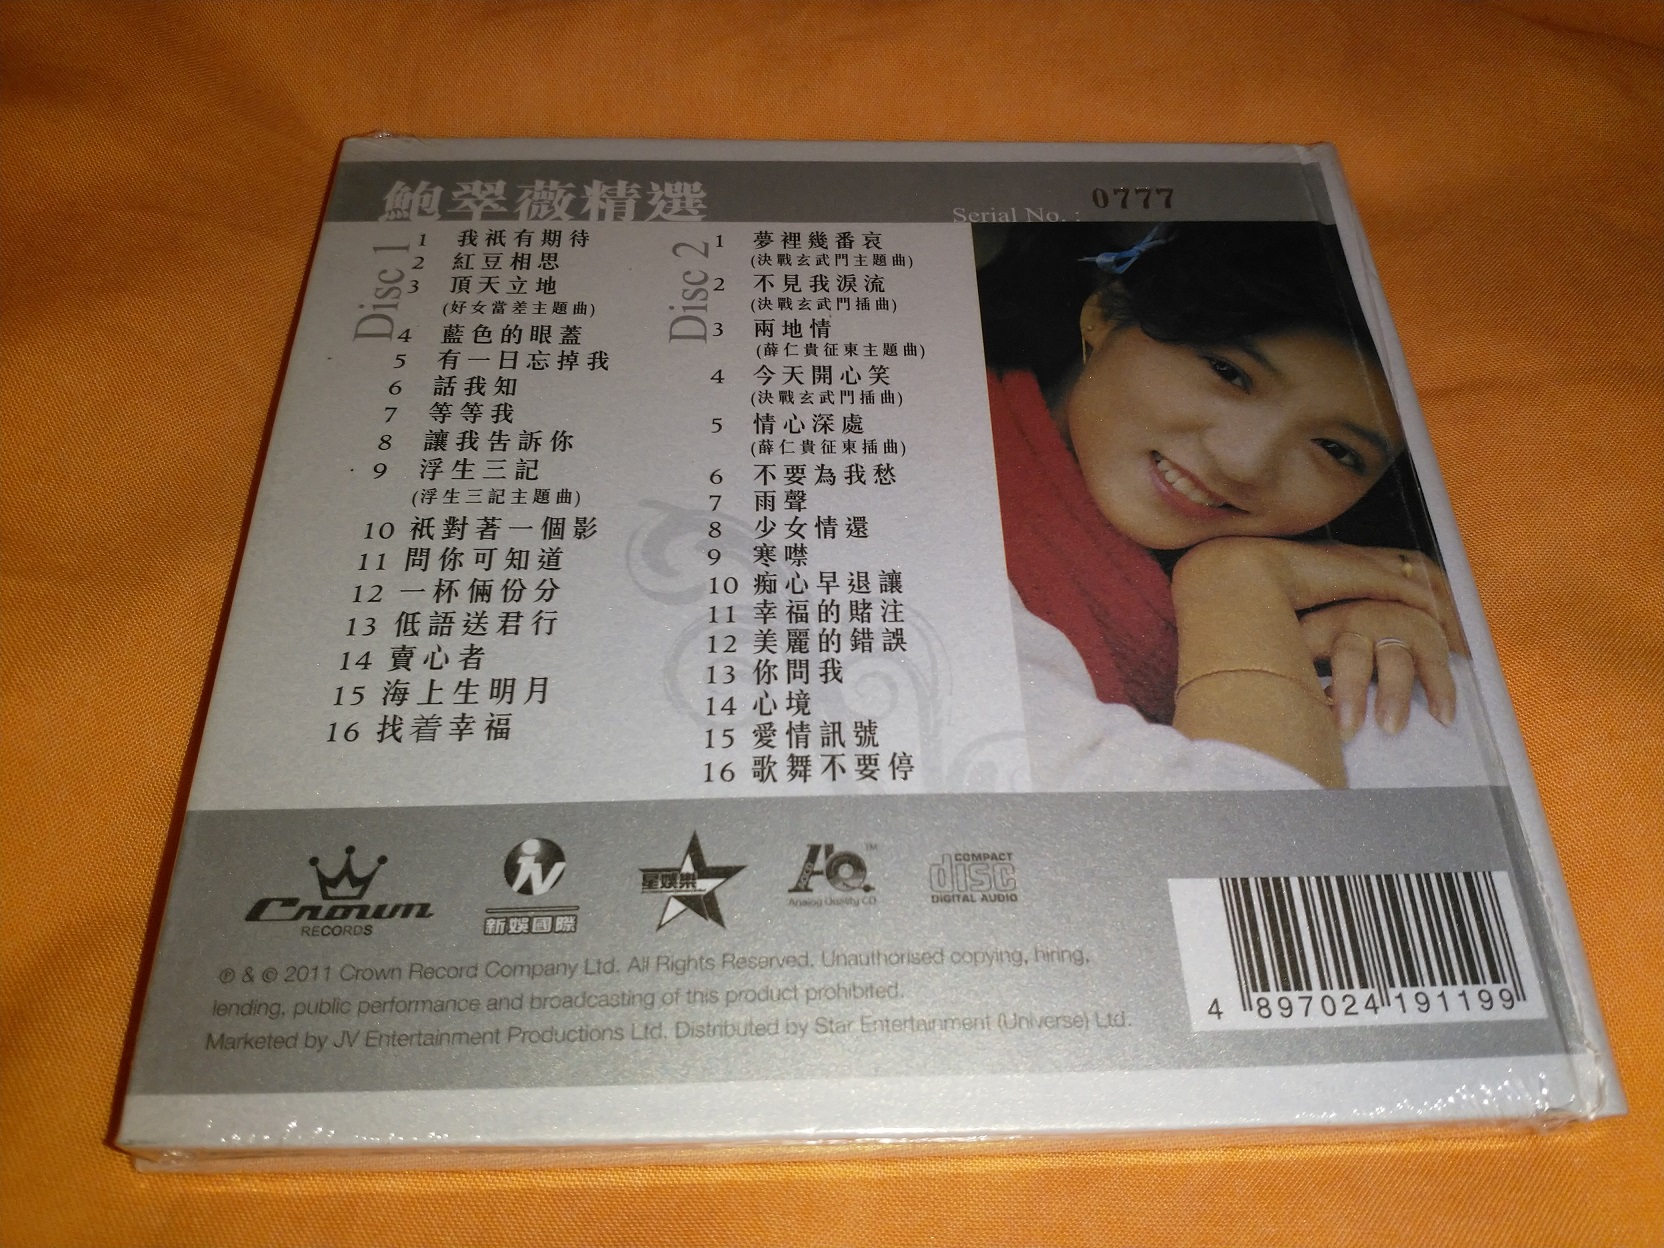 鮑翠薇精選
Serial No. : 0777
Disc 1
1 我祇有期待
2 紅豆相思
3 頂天立地
(好女當差主題曲)
4 藍色的眼蓋
5 有一日忘掉我
6 話我知
7 等等我
8 讓我告訴你
9 浮生三記
(浮生三記主題曲)
10 祇對著一個影
11 問你可知道
12 一杯倆份分
13 低語送君行
14 賣心者
15 海上生明月
16 找着幸福
Disc 2
1 夢裡幾番哀
(決戰玄武門主題曲)
2 不見我淚流
(決戰玄武門插曲)
3 兩地情
(薛仁貴征東主題曲)
4 今天開心笑
(決戰玄武門插曲)
5 情心深處
(薛仁貴征東插曲)
6 不要為我愁
7 雨聲
8 少女情還
9 寒噤
10 痴心早退讓
11 幸福的賭注
12 美麗的錯誤
13 你問我
14 心境
15 愛情訊號
16 歌舞不要停
Crown
RECORDS
新娛國際
星娛樂
AQ TM
Analog Quality CD
COMPACT
disc
DIGITAL AUDIO
℗ & © 2011 Crown Record Company Ltd. All Rights Reserved. Unauthorised copying, hiring,
lending, public performance and broadcasting of this product prohibited.
Marketed by JV Entertainment Productions Ltd. Distributed by Star Entertainment (Universe) Ltd.
4 897024 191199